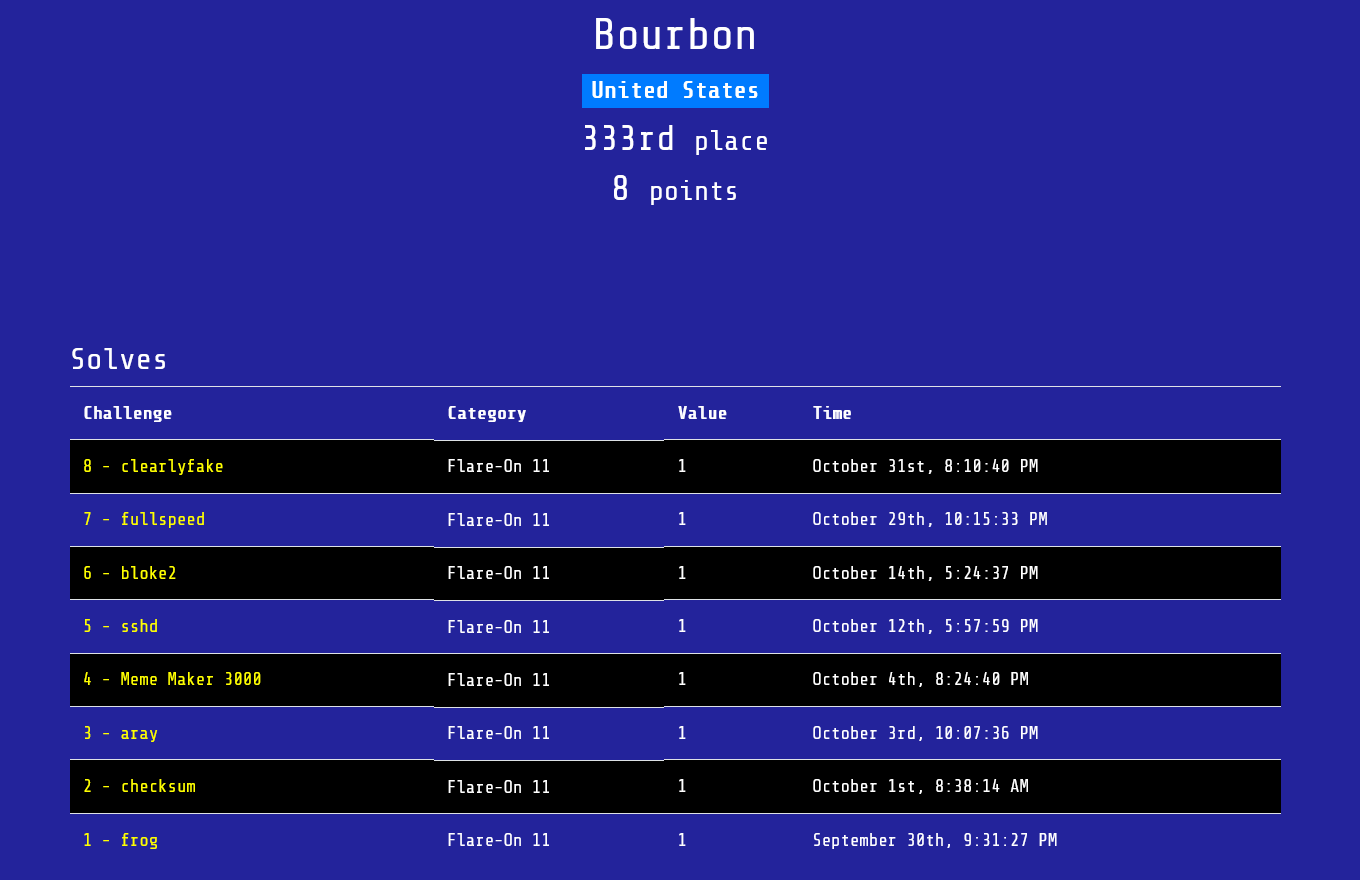 Bourbon
United States
333rd place
8 points
Solves
Challenge Category Value Time
8 - clearlyfake Flare-On 11 1 October 31st, 8:10:40 PM
7 - fullspeed Flare-On 11 1 October 29th, 10:15:33 PM
6 - bloke2 Flare-On 11 1 October 14th, 5:24:37 PM
5 - sshd Flare-On 11 1 October 12th, 5:57:59 PM
4 - Meme Maker 3000 Flare-On 11 1 October 4th, 8:24:40 PM
3 - aray Flare-On 11 1 October 3rd, 10:07:36 PM
2 - checksum Flare-On 11 1 October 1st, 8:38:14 AM
1 - frog Flare-On 11 1 September 30th, 9:31:27 PM